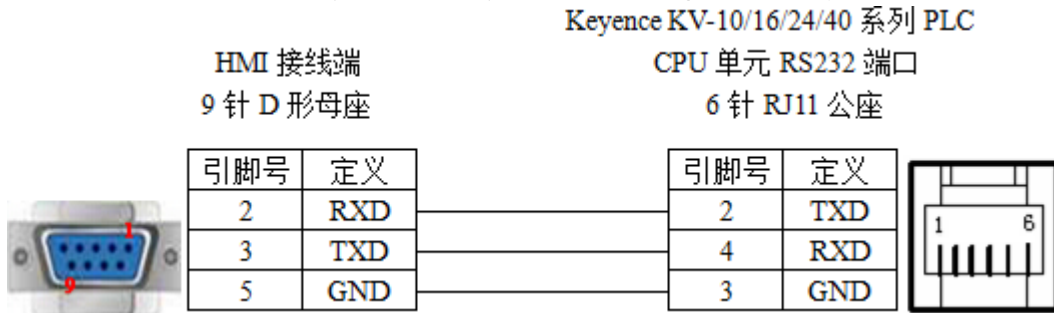 Keyence KV-10/16/24/40 系列 PLC
HMI 接线端
CPU 单元 RS232 端口
9 针 D 形母座
6 针 RJ11 公座
引脚号 定义
2 RXD
3 TXD
5 GND
1
9
引脚号 定义
2 TXD
4 RXD
3 GND
1 6